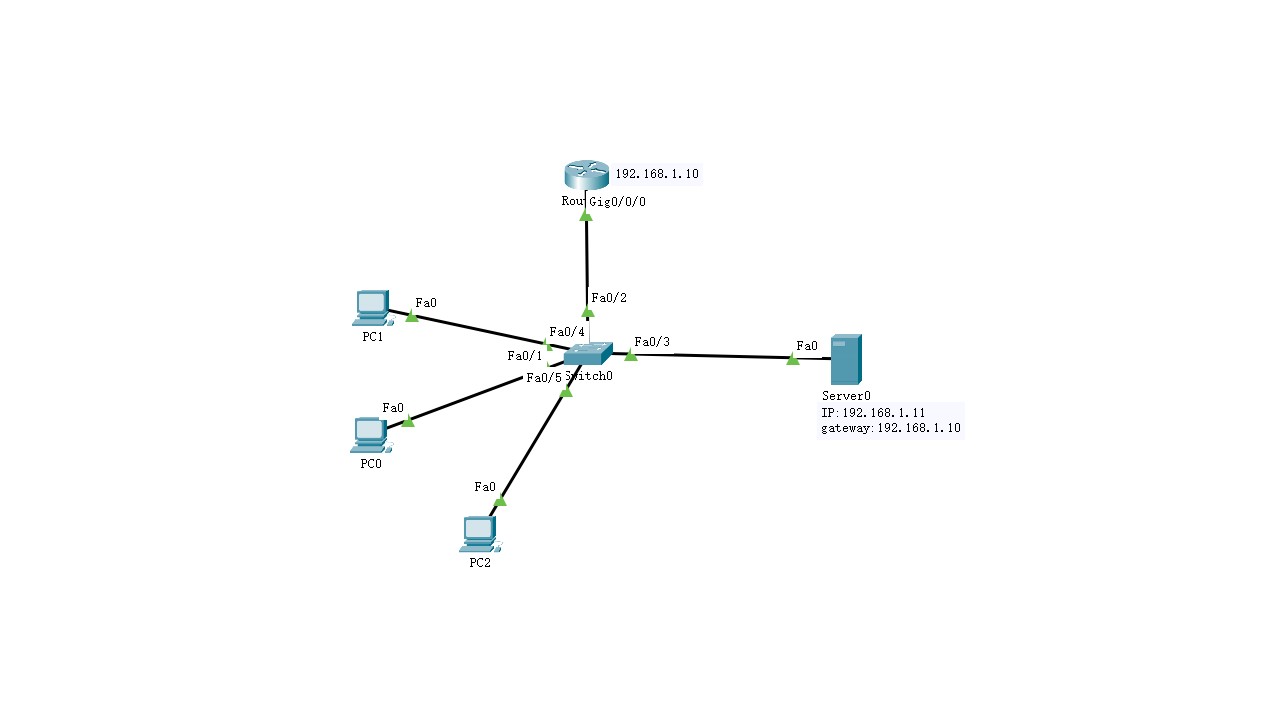 192.168.1.10
Rou
Gig0/0/0
Fa0/2
Fa0
PC1
Fa0/4
Fa0/3
Fa0
Fa0/1
Fa0/5
Switch0
Server0
IP:192.168.1.11
gateway:192.168.1.10
Fa0
PC0
Fa0
PC2